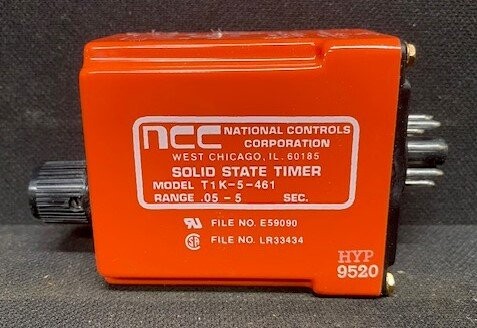 ncc NATIONAL CONTROLS
CORPORATION
WEST CHICAGO, IL. 60185
SOLID STATE TIMER
MODEL T1K-5-461
RANGE .05 - 5 SEC.
FILE NO. E59090
FILE NO. LR33434
HYP
9520